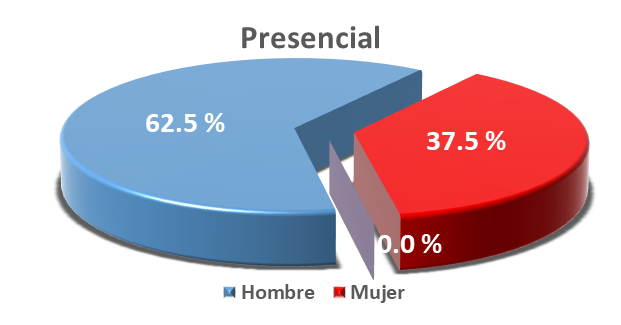 Presencial
62.5 %
37.5 %
0.0 %
Hombre Mujer